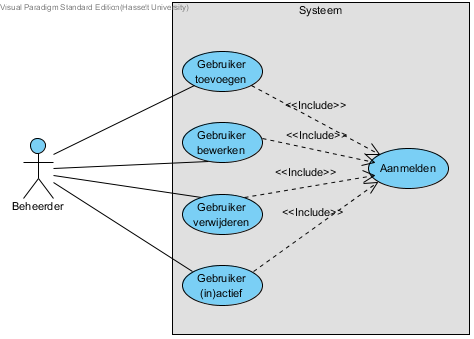 Visual Paradigm Standard Edition(Hasselt University)
Systeem
Gebruiker
toevoegen
<<Include>>
Gebruiker
bewerken
<<Include>>
Aanmelden
<<Include>>
Beheerder
Gebruiker
verwijderen
<<Include>>
Gebruiker
(in)actief